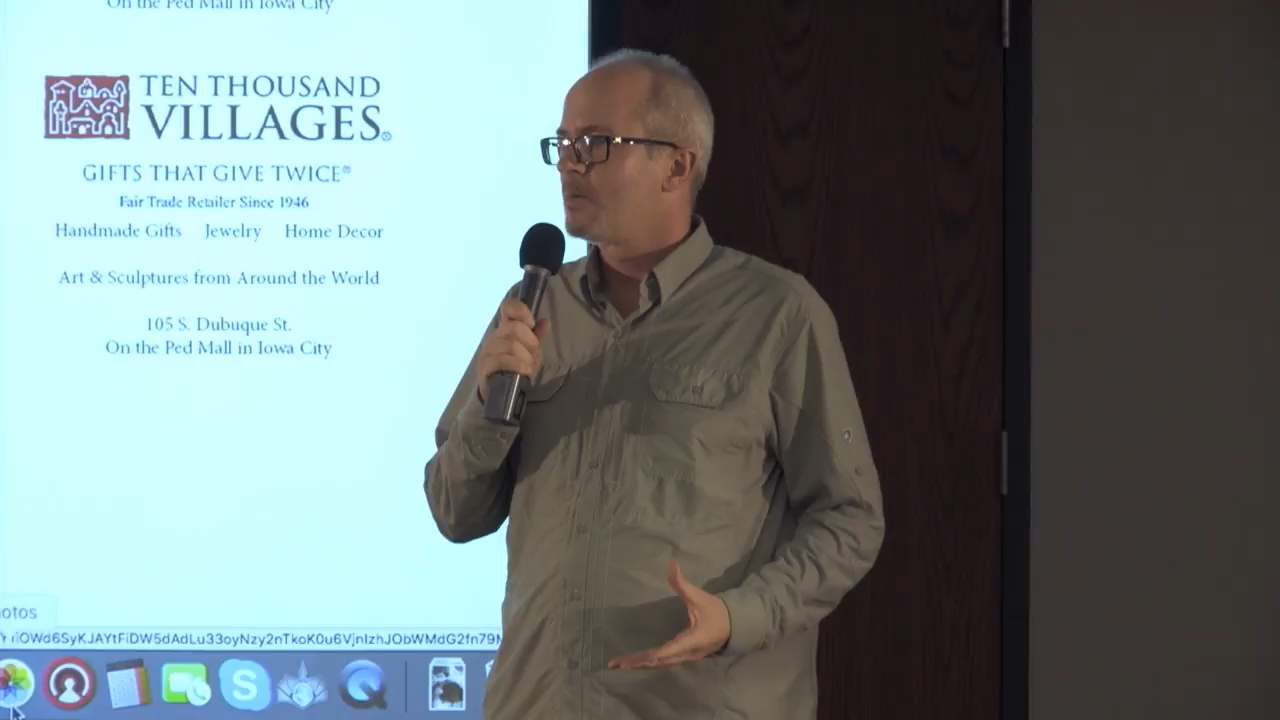 On the Ped Mall in Iowa City
TEN THOUSAND
VILLAGES®
GIFTS THAT GIVE TWICE®
Fair Trade Retailer Since 1946
Handmade Gifts Jewelry Home Decor
Art & Sculptures from Around the World
105 S. Dubuque St.
On the Ped Mall in Iowa City
otos
S